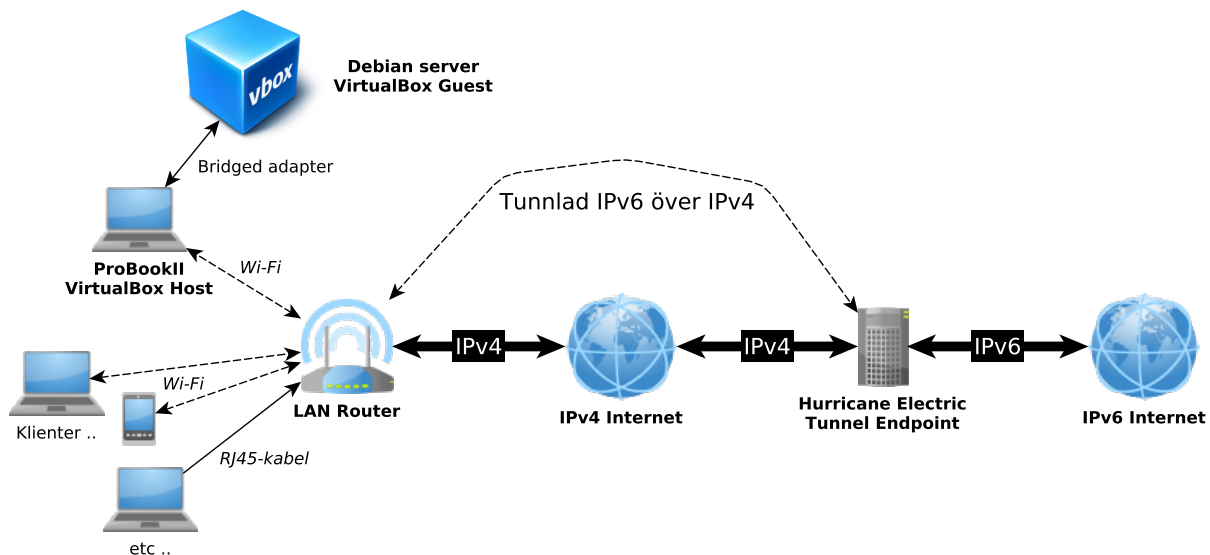 vbox
Debian server
VirtualBox Guest
Bridged adapter
ProBookII
VirtualBox Host
Wi-Fi
Tunnlad IPv6 över IPv4
IPv4
IPv4
IPv6
Wi-Fi
Klienter ..
LAN Router
IPv4 Internet
Hurricane Electric
Tunnel Endpoint
IPv6 Internet
RJ45-kabel
etc ..